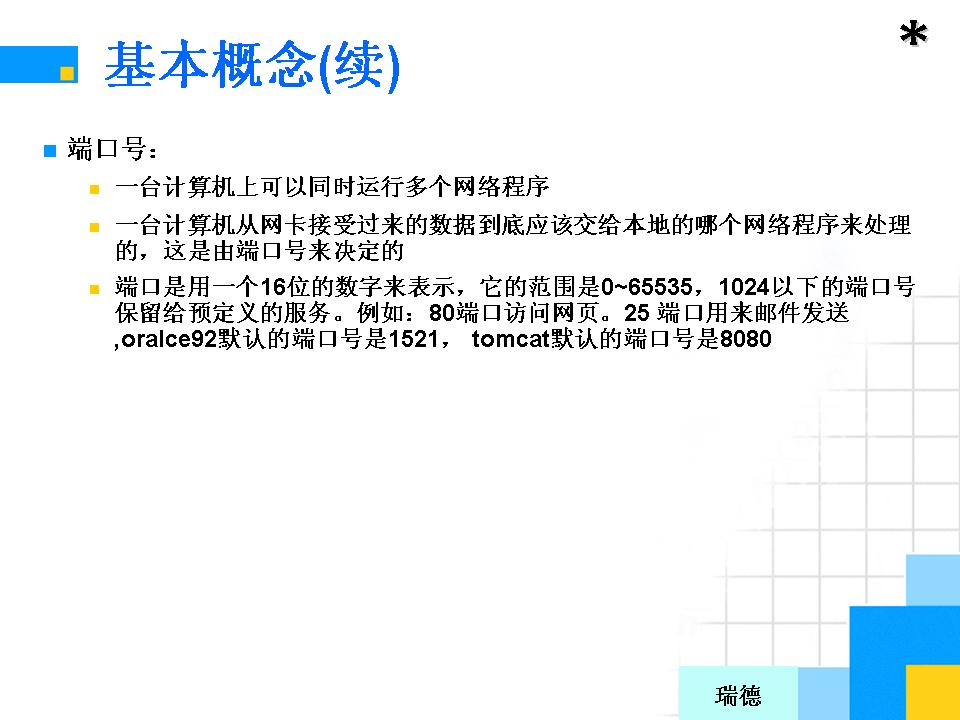 基本概念(续)
*
端口号：
一台计算机上可以同时运行多个网络程序
一台计算机从网卡接受过来的数据到底应该交给本地的哪个网络程序来处理
的，这是由端口号来决定的
端口是用一个16位的数字来表示，它的范围是0~65535，1024以下的端口号
保留给预定义的服务。例如：80端口访问网页。25 端口用来邮件发送
,oralce92默认的端口号是1521， tomcat默认的端口号是8080
瑞德